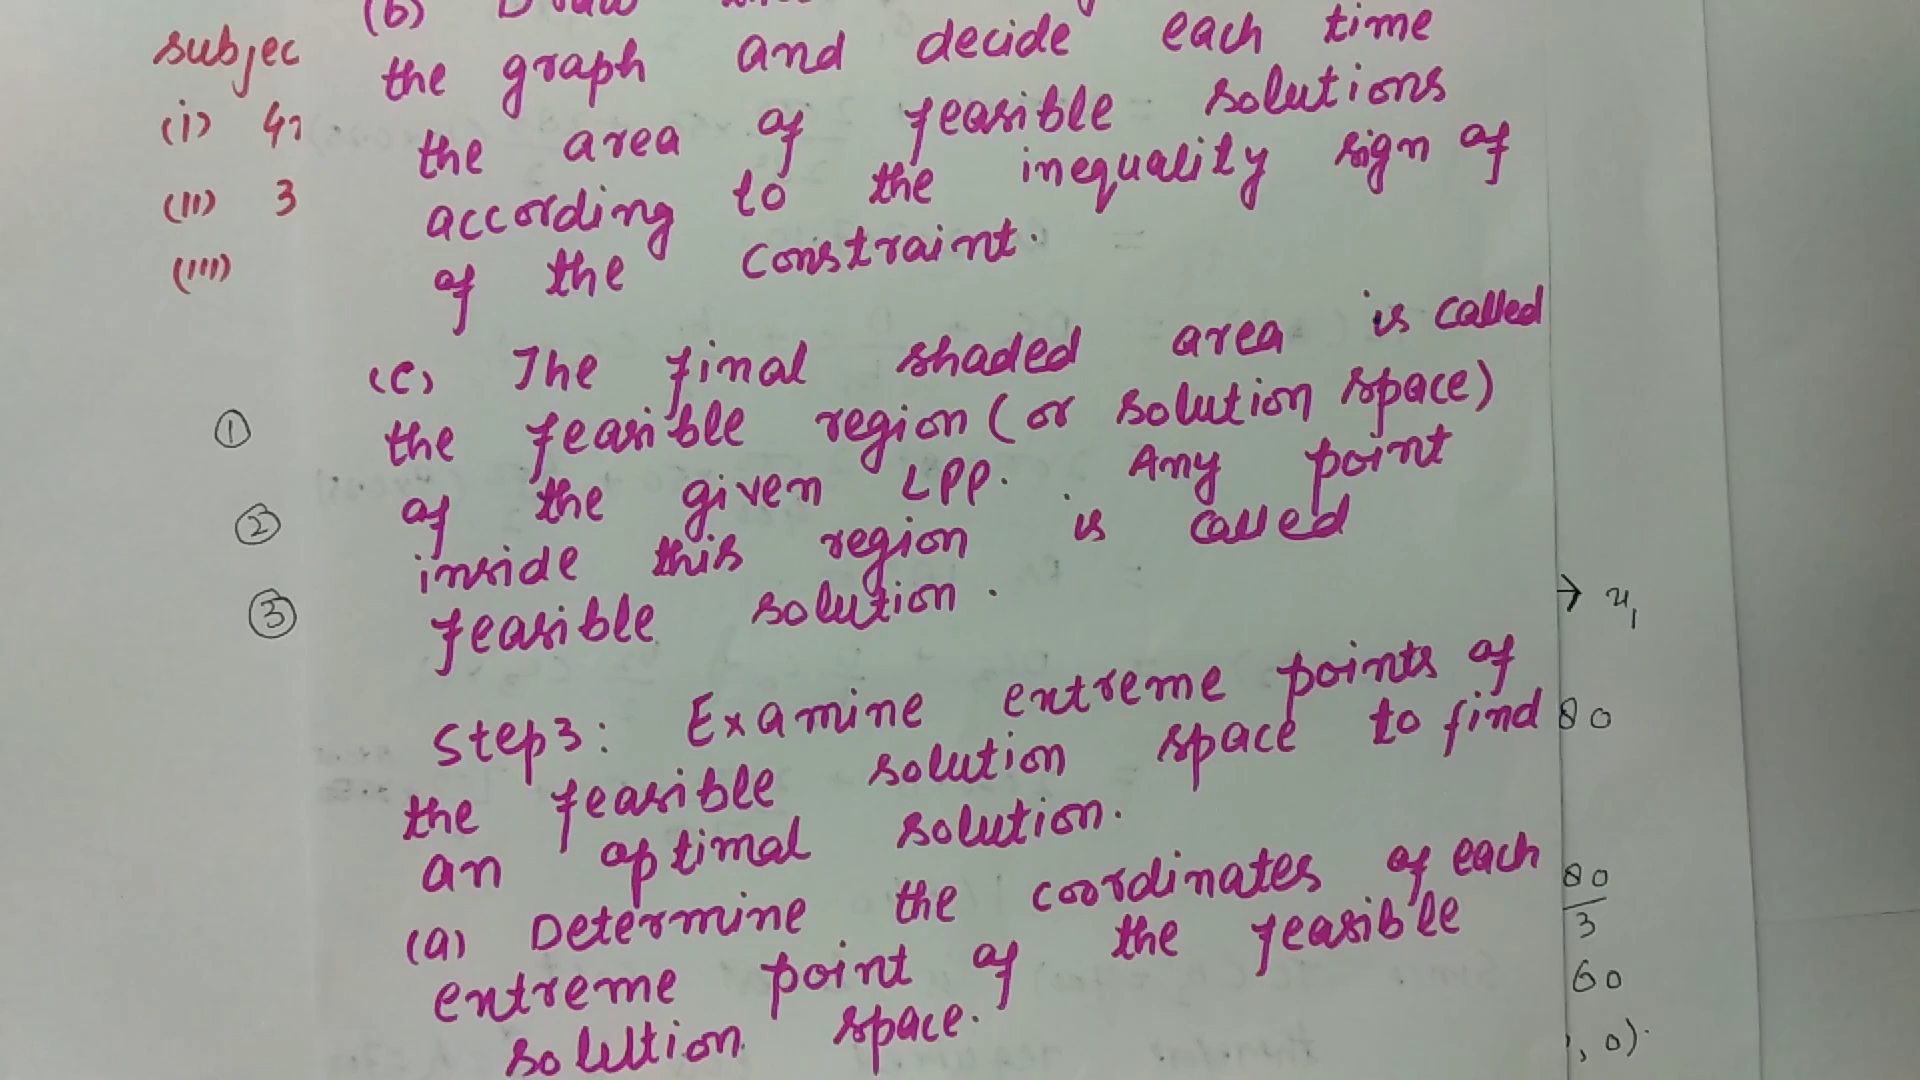 (b) Draw
the graph and decide each time
the area of feasible solutions
according to the inequality sign of
of the constraint.
(c) The final shaded area is called
the feasible region (or solution space)
of the given LPP. Any point
inside this region is called
feasible solution.
Step 3: Examine extreme points of
the feasible solution space to find
an optimal solution.
(a) Determine the coordinates of each
extreme point of the feasible
solution space.
subjec
(i)
(ii) 3
(iii)
①
②
③
→ x₁
80
80
3
60
, 0).